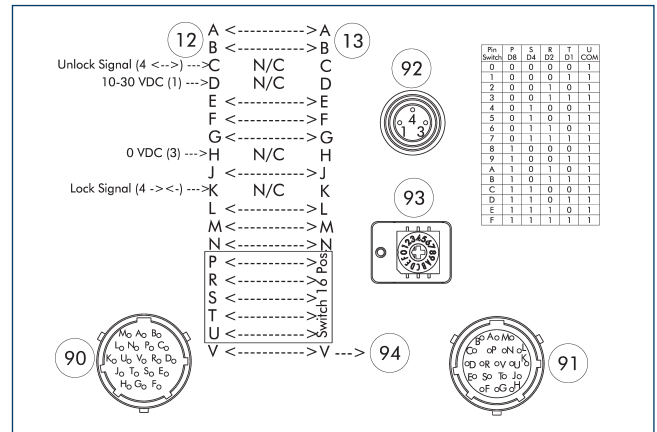 12 A <----------> A 13
B <----------> B
Unlock Signal (4 <-->) --->C N/C C
10-30 VDC (1) --->D N/C D
E <----------> E
F <----------> F
G <----------> G
0 VDC (3) --->H N/C H
J <----------> J
Lock Signal (4 -><-) --->K N/C K
L <----------> L
M <----------> M
N <----------> N
P <---------->
R <---------->
S <---------->
T <---------->
U <---------->
Switch 16 Pos
V <----------> V ---> 94
92
4
1 3
93
0123456789ABCDEF
Pin P S R T U
Switch D8 D4 D2 D1 COM
0 0 0 0 0 1
1 0 0 0 1 1
2 0 0 1 0 1
3 0 0 1 1 1
4 0 1 0 0 1
5 0 1 0 1 1
6 0 1 1 0 1
7 0 1 1 1 1
8 1 0 0 0 1
9 1 0 0 1 1
A 1 0 1 0 1
B 1 0 1 1 1
C 1 1 0 0 1
D 1 1 0 1 1
E 1 1 1 0 1
F 1 1 1 1 1
90
M A B
L N P C
K U V R D
J T S E
H G F
91
B A M
C P N L
D R V U K
E S T J
F G H